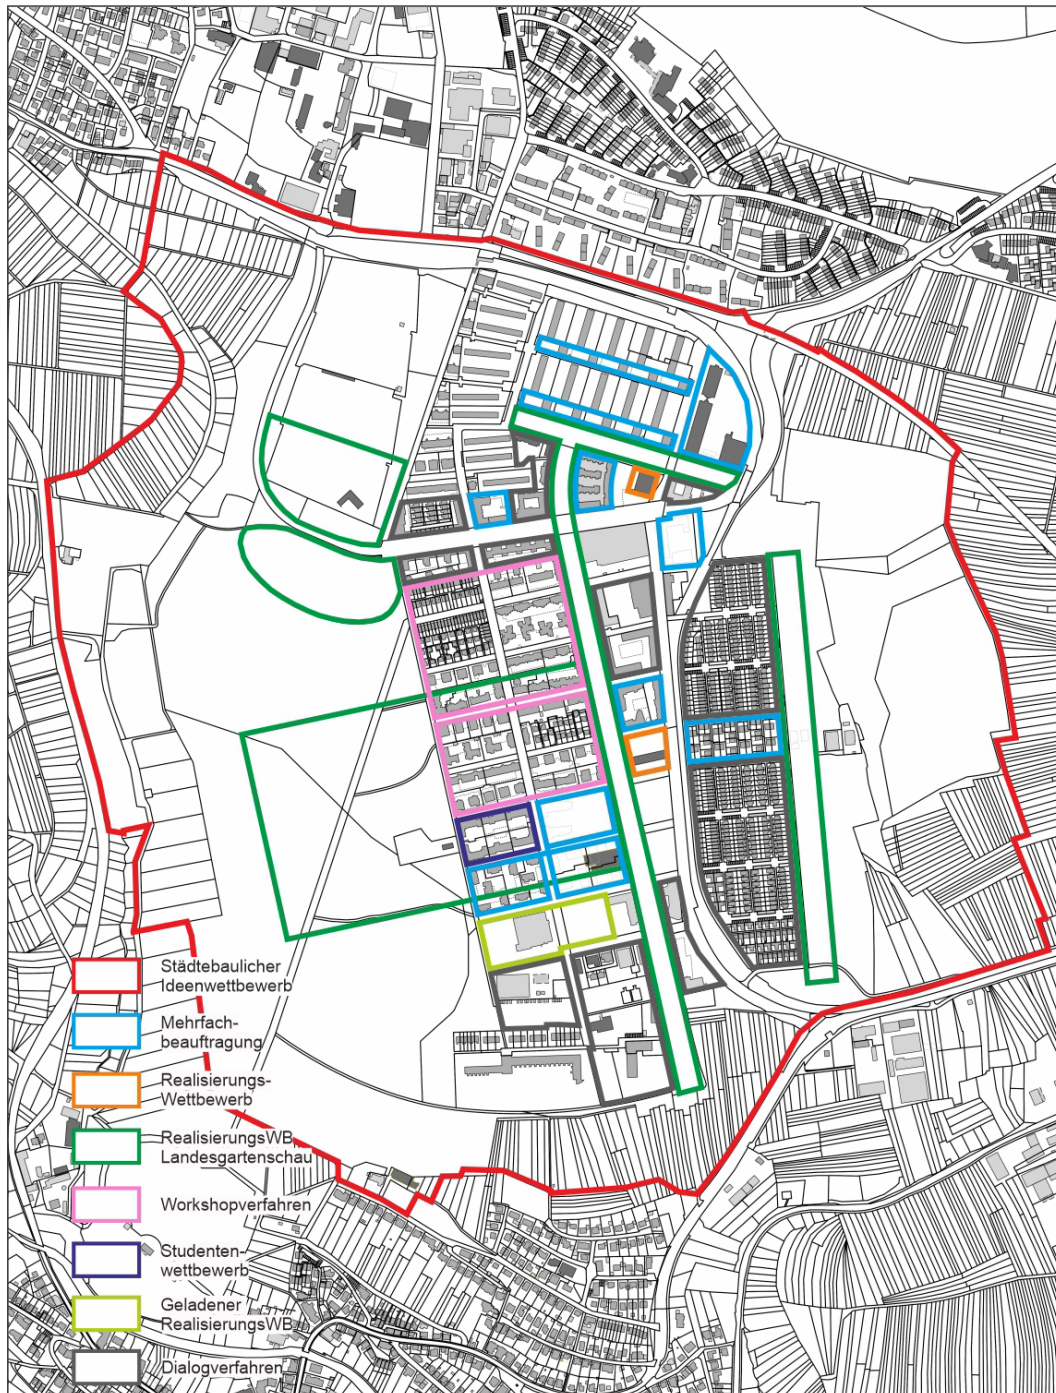 Städtebaulicher
Ideenwettbewerb
Mehrfach-
beauftragung
Realisierungs-
Wettbewerb
RealisierungsWB
Landesgartenschau
Workshopverfahren
Studenten-
wettbewerb
Geladener
RealisierungsWB
Dialogverfahren